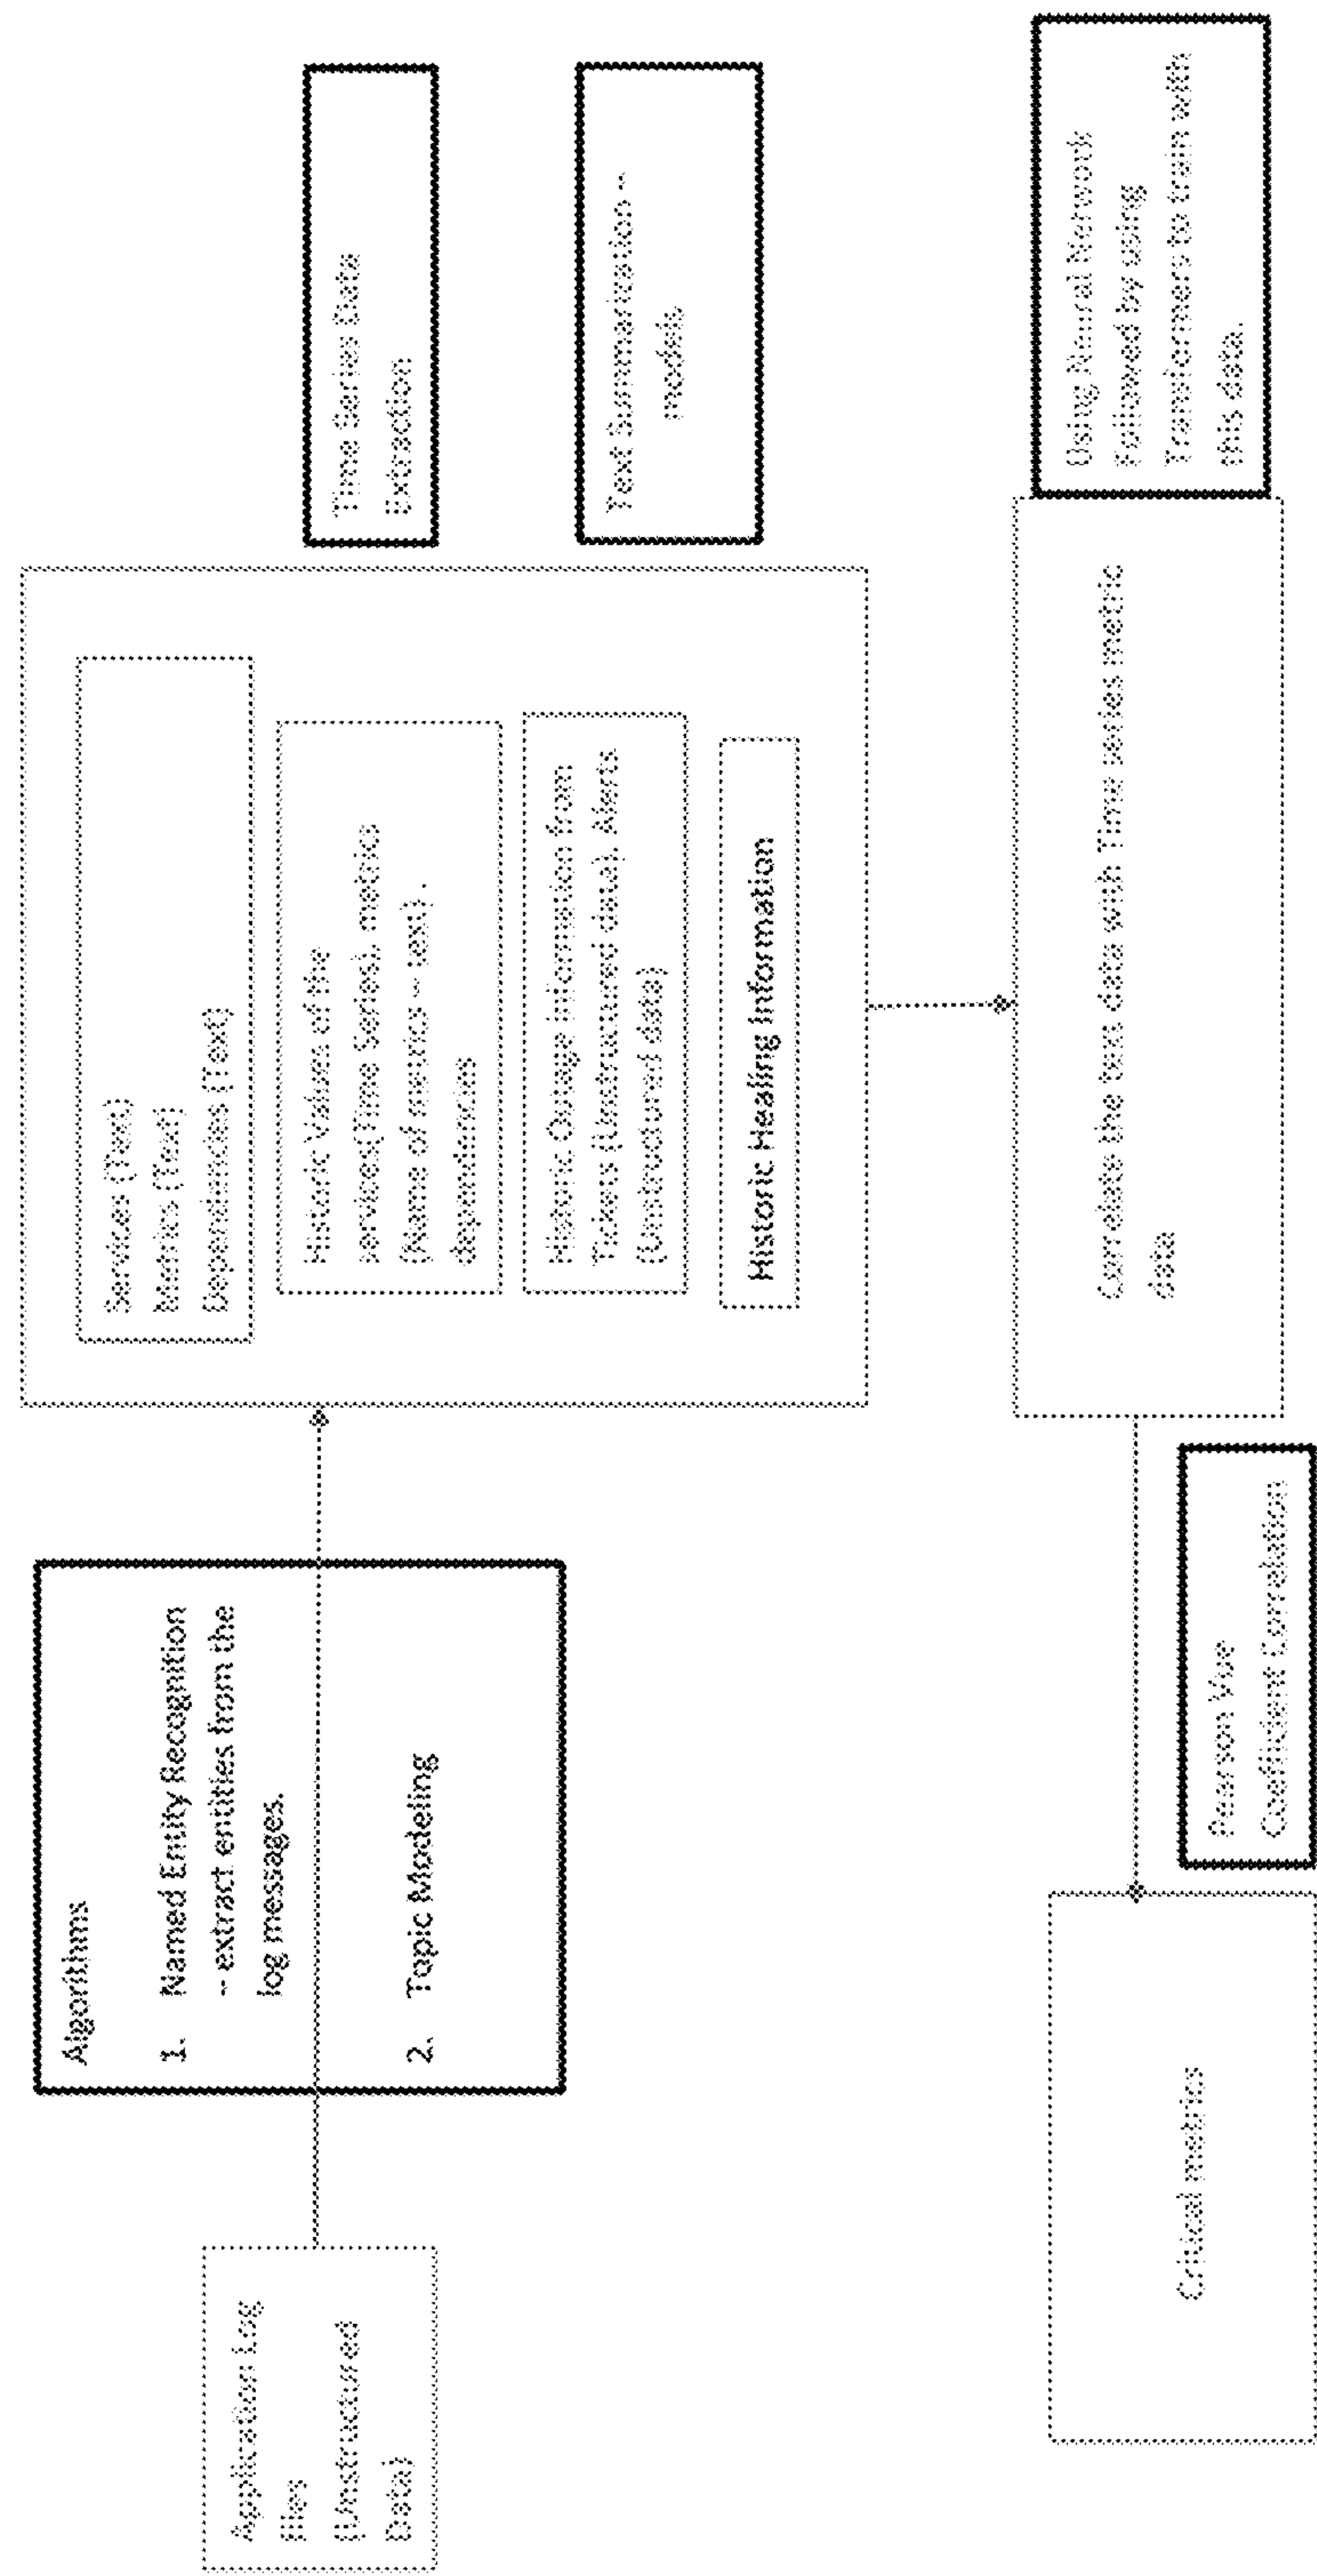 Application Log
files
(Unstructured
Data)
Algorithms
1. Named Entity Recognition
– extract entities from the
log messages.
2. Topic Modeling
Services (Text)
Metrics (Text)
Dependancies (Text)
Historic Values of the
services(Time Series), metrics
(Name of metrics – text),
dependancies
Historic Outage Information from
Tickets (Unstructured data), Alerts
(Unstructured data)
Historic Healing Information
Time Series Data
Extraction
Text Summarization –
models
Critical metrics
Pearson Vue
Coefficient Correlation
Correlate the text data with Time series metric
data
Using Neural Network
Followed by using
Transformers to train with
this data.